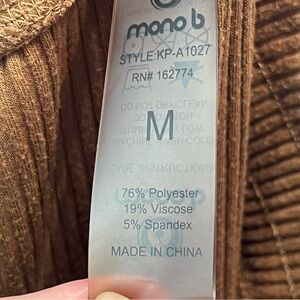 mono b
STYLE:KP-A1027
RN# 162774
M
76% Polyester
19% Viscose
5% Spandex
MADE IN CHINA